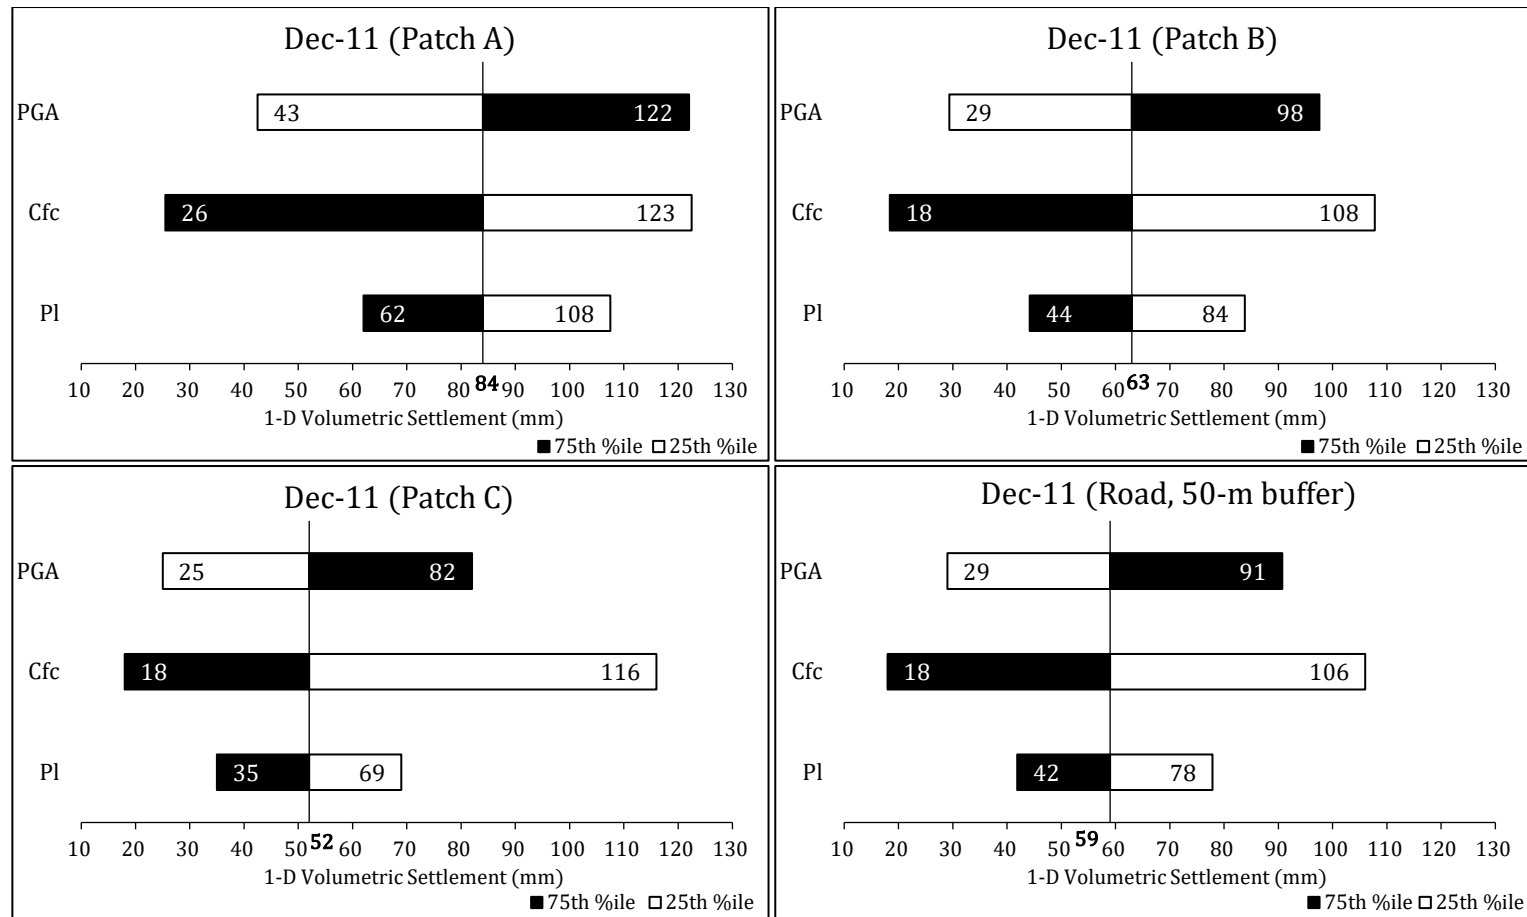 Dec-11 (Patch A)
PGA
43
122
Cfc
26
123
Pl
62
108
10 20 30 40 50 60 70 84 80 90 100 110 120 130
1-D Volumetric Settlement (mm)
75th %ile 25th %ile
Dec-11 (Patch B)
PGA
29
98
Cfc
18
108
Pl
44
84
10 20 30 40 50 60 63 70 80 90 100 110 120 130
1-D Volumetric Settlement (mm)
75th %ile 25th %ile
Dec-11 (Patch C)
PGA
25
82
Cfc
18
116
Pl
35
69
10 20 30 40 50 52 60 70 80 90 100 110 120 130
1-D Volumetric Settlement (mm)
75th %ile 25th %ile
Dec-11 (Road, 50-m buffer)
PGA
29
91
Cfc
18
106
Pl
42
78
10 20 30 40 50 59 60 70 80 90 100 110 120 130
1-D Volumetric Settlement (mm)
75th %ile 25th %ile